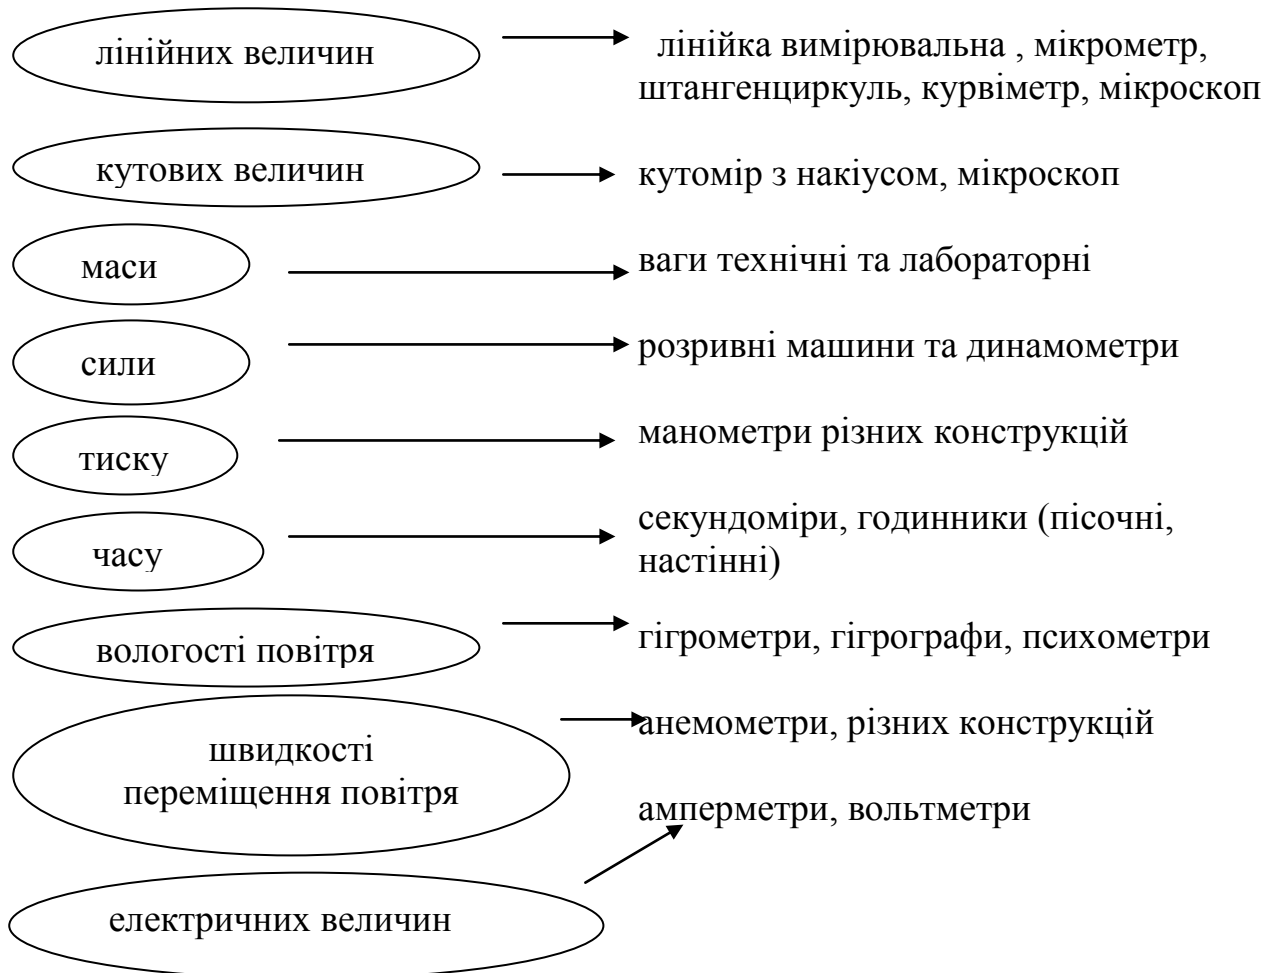 лінійних величин
лінійка вимірювальна , мікрометр,
штангенциркуль, курвіметр, мікроскоп
кутових величин
кутомір з накіусом, мікроскоп
маси
ваги технічні та лабораторні
сили
розривні машини та динамометри
тиску
манометри різних конструкцій
часу
секундоміри, годинники (пісочні,
настінні)
вологості повітря
гігрометри, гігрографи, психометри
швидкості
переміщення повітря
анемометри, різних конструкцій
електричних величин
амперметри, вольтметри